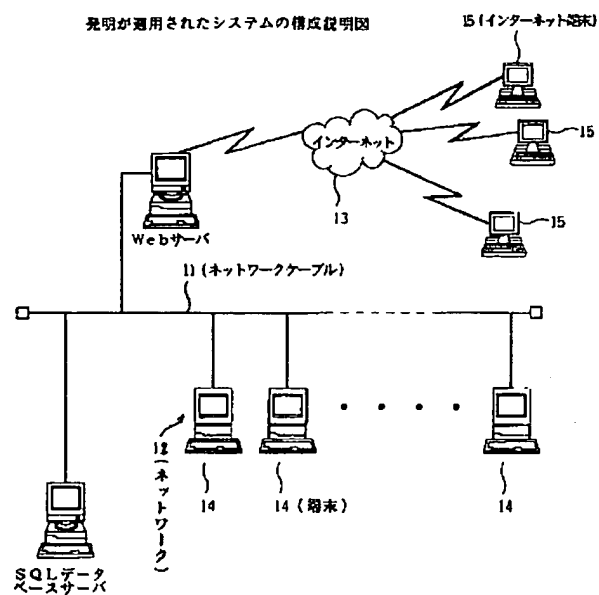 発明が適用されたシステムの構成説明図
15(インターネット端末)
インターネット
15
13
15
Webサーバ
11(ネットワークケーブル)
12(ネットワーク)
14
14(端末)
14
SQLデータ
ベースサーバ